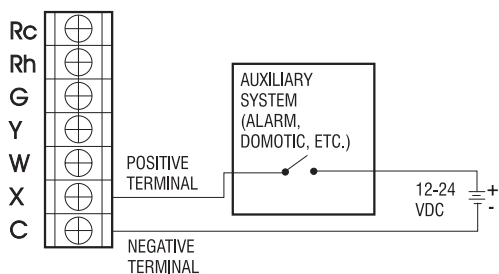 Rc
Rh
G
Y
W
X
C
POSITIVE
TERMINAL
NEGATIVE
TERMINAL
AUXILIARY
SYSTEM
(ALARM,
DOMOTIC, ETC.)
12-24
VDC
+
-